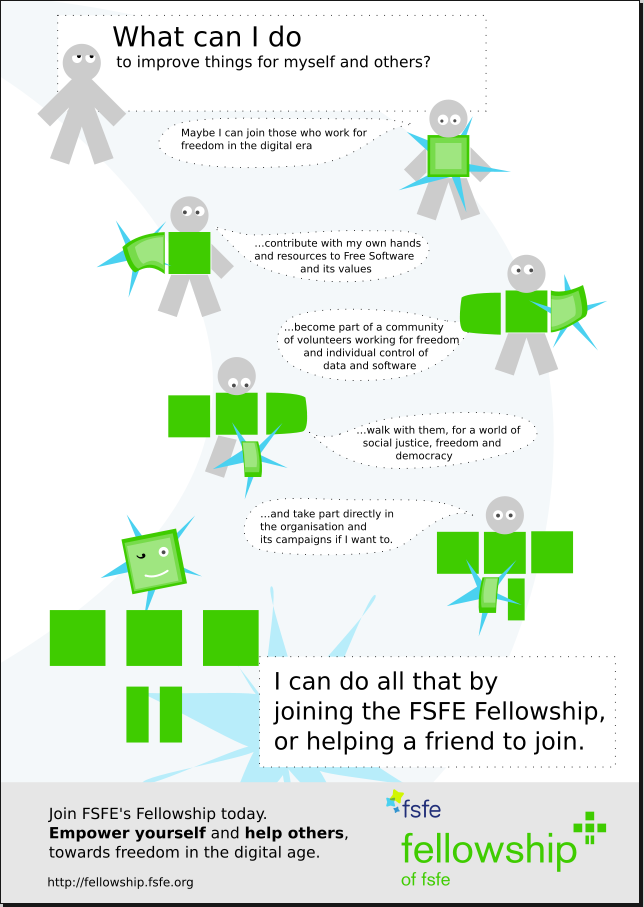 What can I do
to improve things for myself and others?
Maybe I can join those who work for
freedom in the digital era
...contribute with my own hands
and resources to Free Software
and its values
...become part of a community
of volunteers working for freedom
and individual control of
data and software
...walk with them, for a world of
social justice, freedom and
democracy
...and take part directly in
the organisation and
its campaigns if I want to.
I can do all that by
joining the FSFE Fellowship,
or helping a friend to join.
Join FSFE's Fellowship today.
Empower yourself and help others,
towards freedom in the digital age.
http://fellowship.fsfe.org
fsfe
fellowship
of fsfe